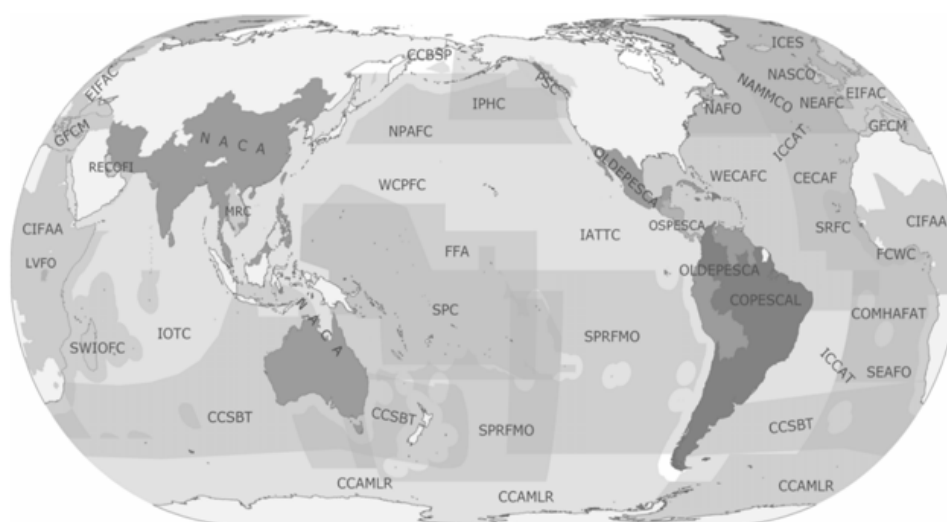 ICES
CCBSP
NASCO
EIFAC
PSC
NAMMCO
EIFAC
IPHC
NAFO
NEAFC
GFCM
NPAFC
ICCAT
GFCM
NACA
RECOFI
OLDEPESCA
WECAFC
CECAF
WCPFC
MRC
CIFAA
OSPESCA
SRFC
CIFAA
IATTC
FFA
FCWC
LVFO
OLDEPESCA
COPESCAL
SPC
COMHAFAT
NACA
IOTC
SPRFMO
SWIOFC
ICCAT
SEAFO
CCSBT
CCSBT
SPRFMO
CCSBT
CCAMLR
CCAMLR
CCAMLR